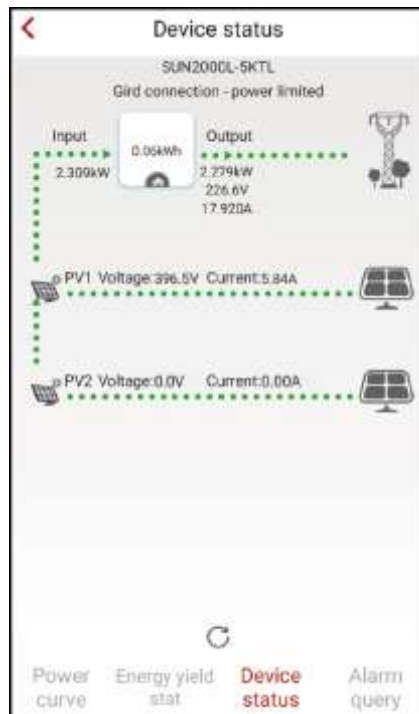 Device status
SUN2000L-5KTL
Gird connection - power limited
Input
0.06kWh
Output
2.309kW
2.279kW
226.6V
17.920A
PV1 Voltage:396.5V Current:5.84A
PV2 Voltage:0.0V Current:0.00A
Power curve
Energy yield stat
Device status
Alarm query